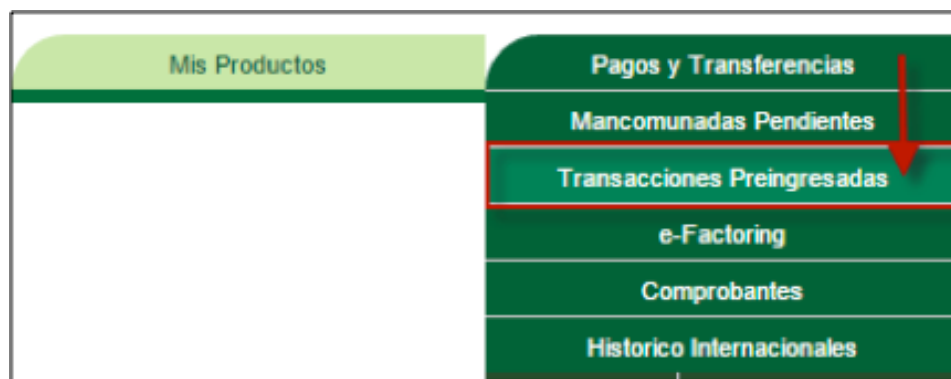 Mis Productos
Pagos y Transferencias
Mancomunadas Pendientes
Transacciones Preingresadas
e-Factoring
Comprobantes
Historico Internacionales